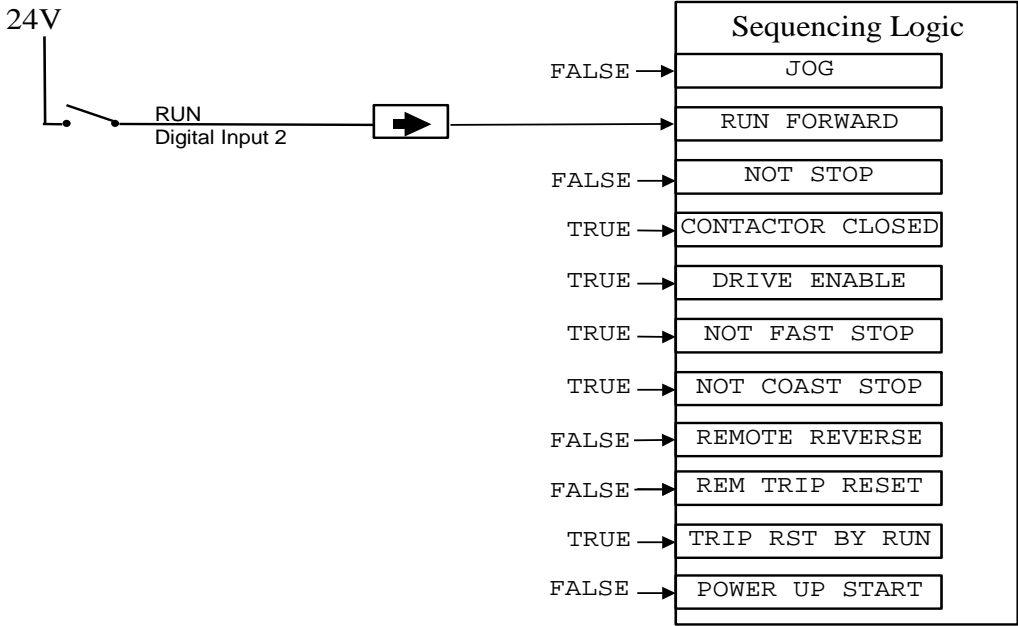 24V
Sequencing Logic
FALSE JOG
RUN
Digital Input 2
RUN FORWARD
FALSE NOT STOP
TRUE CONTACTOR CLOSED
TRUE DRIVE ENABLE
TRUE NOT FAST STOP
TRUE NOT COAST STOP
FALSE REMOTE REVERSE
FALSE REM TRIP RESET
TRUE TRIP RST BY RUN
FALSE POWER UP START